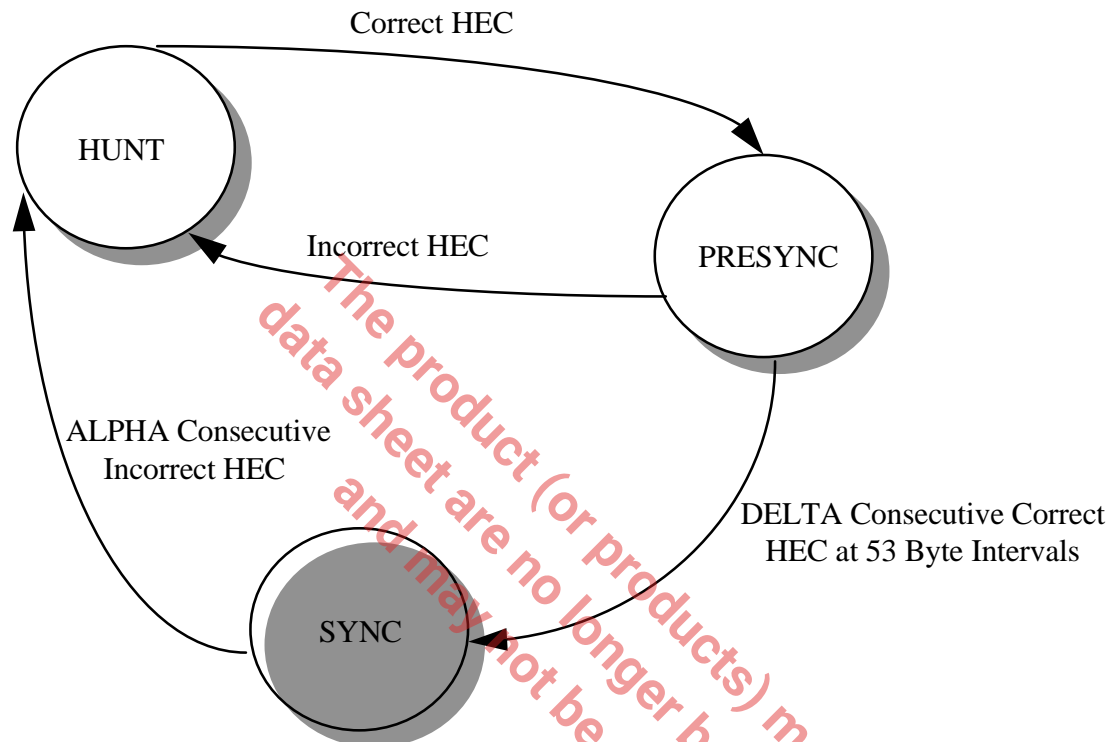 Correct HEC
HUNT
Incorrect HEC
PRESYNC
ALPHA Consecutive
Incorrect HEC
DELTA Consecutive Correct
HEC at 53 Byte Intervals
SYNC
The product (or products) m
data sheet are no longer b
and may not be